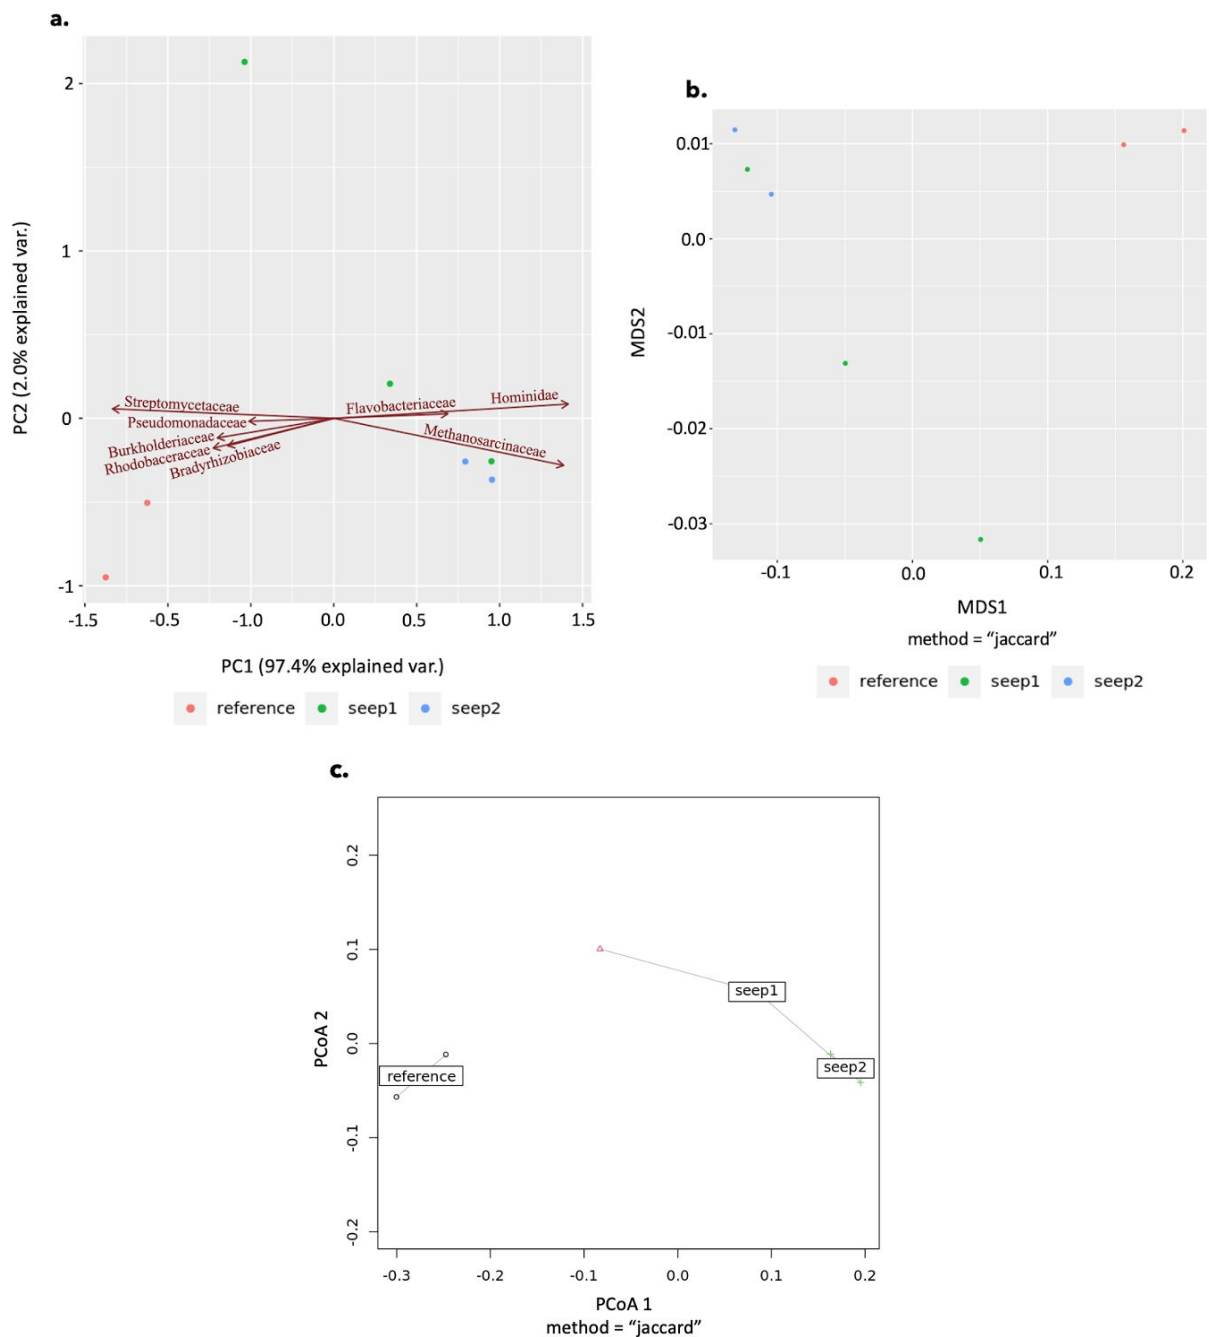 a.
PC2 (2.0% explained var.)
2
1
0
-1
Streptomycetaceae
Pseudomonadaceae
Burkholderiaceae
Rhodobaceraceae
Bradyrhizobiaceae
Flavobacteriaceae
Hominidae
Methanosarcinaceae
-1.5 -0.5 -1.0 0.0 0.5 1.0 1.5
PC1 (97.4% explained var.)
reference seep1 seep2
b.
MDS2
0.01
0.0
-0.01
-0.02
-0.03
-0.1 0.0 0.1 0.2
MDS1
method = “jaccard”
reference seep1 seep2
c.
PCoA 2
0.2
0.1
0.0
-0.1
-0.2
seep1
seep2
reference
-0.3 -0.2 -0.1 0.0 0.1 0.2
PCoA 1
method = “jaccard”